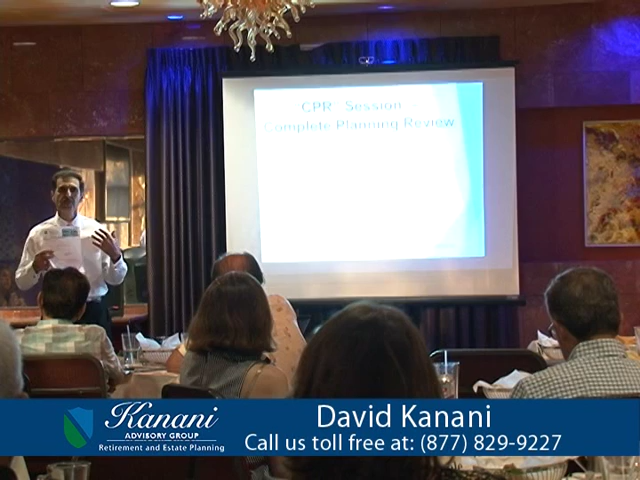 CPR Session
Complete Planning Review
Kanani
ADVISORY GROUP
Retirement and Estate Planning
David Kanani
Call us toll free at: (877) 829-9227